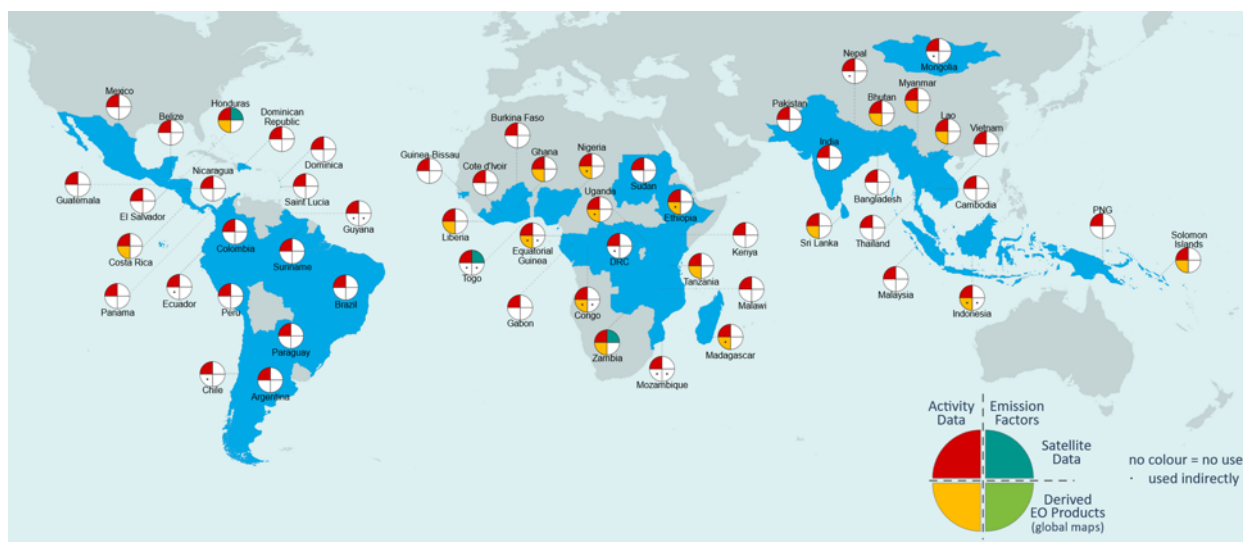 Mexico
Belize
Honduras
Dominican
Republic
Dominica
Nicaragua
Saint Lucia
Guatemala
El Salvador
Guyana
Costa Rica
Colombia
Suriname
Panama
Ecuador
Peru
Brazil
Paraguay
Chile
Argentina
Burkina Faso
Guinea Bissau
Cote d'Ivoir
Ghana
Nigeria
Sudan
Uganda
Ethiopia
Liberia
Togo
Equatorial
Guinea
DRC
Kenya
Tanzania
Gabon
Congo
Malawi
Zambia
Mozambique
Madagascar
Nepal
Mongolia
Myanmar
Pakistan
Bhutan
Lao
Vietnam
India
Bangladesh
Cambodia
Sri Lanka
Thailand
Malaysia
Indonesia
PNG
Solomon
Islands
Activity
Data
Emission
Factors
Satellite
Data
Derived
EO Products
(global maps)
no colour = no use
· used indirectly